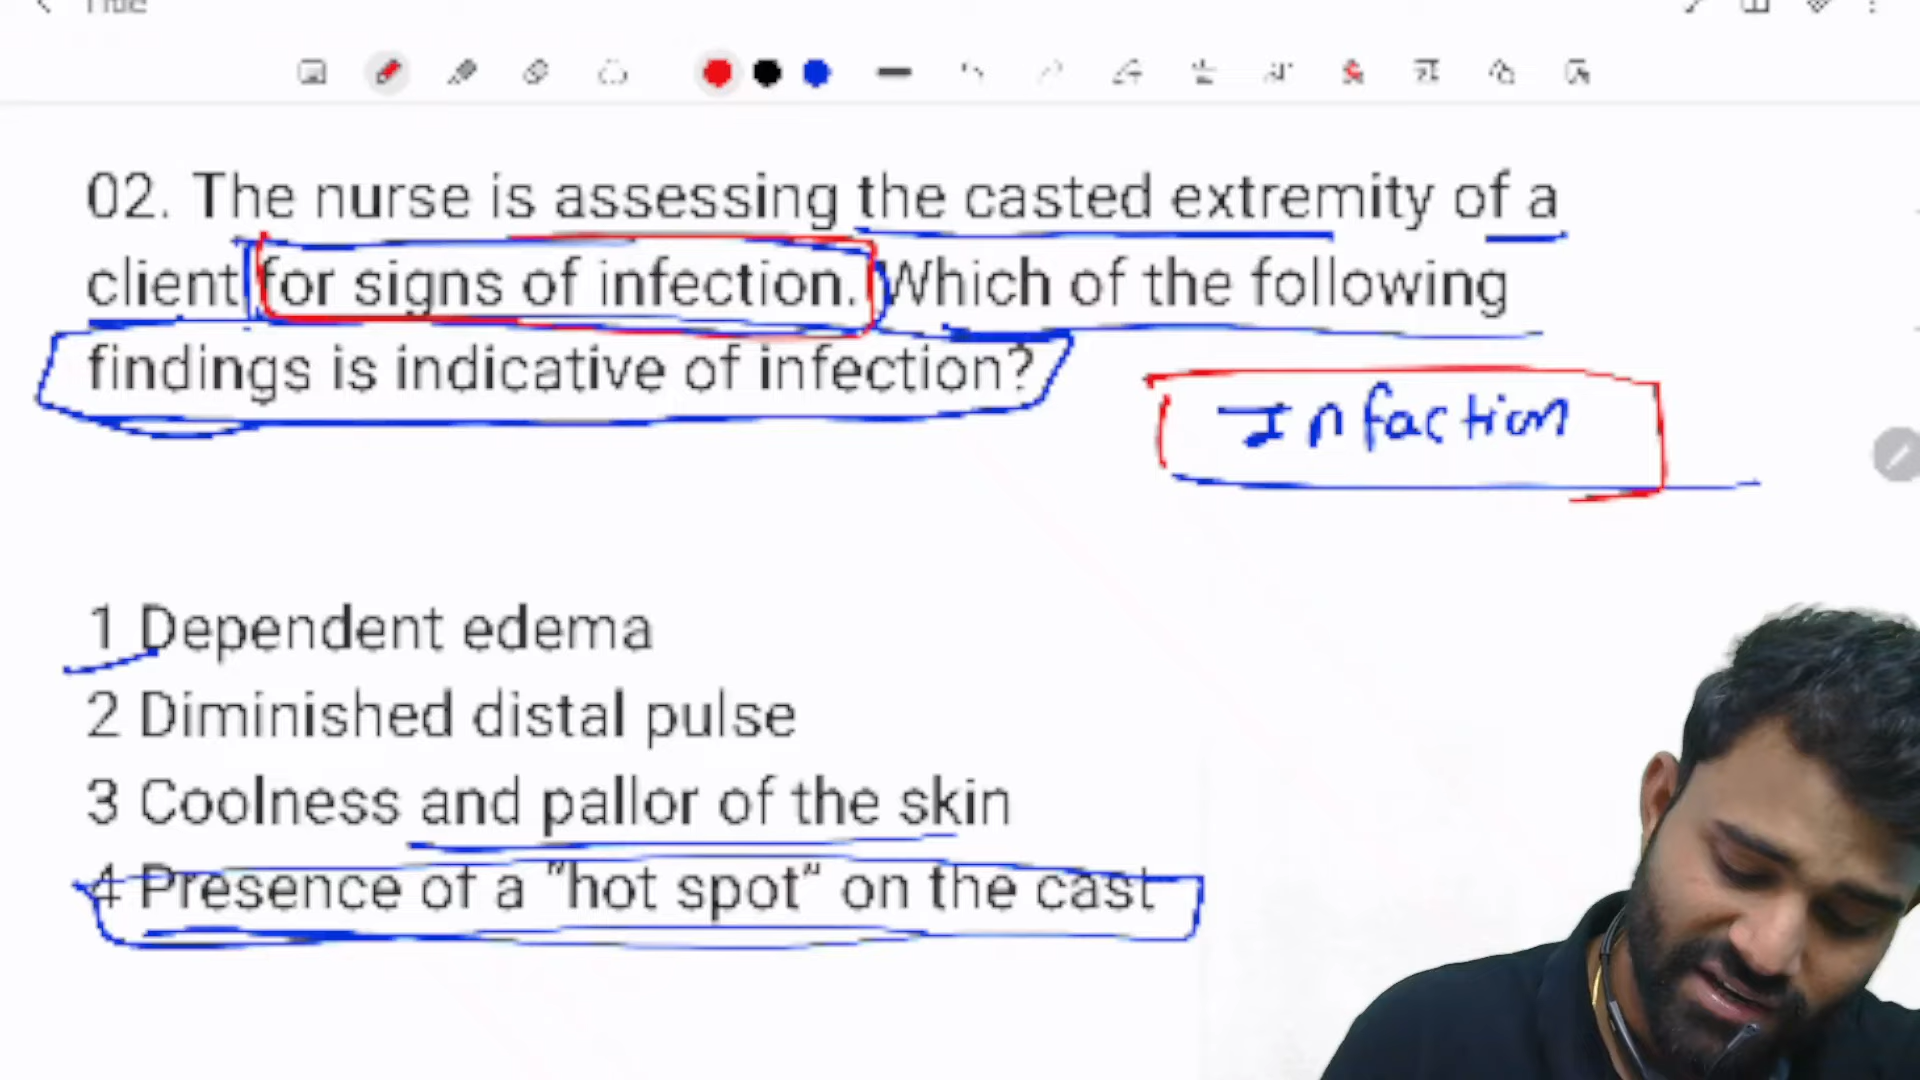 Title
02. The nurse is assessing the casted extremity of a
client for signs of infection. Which of the following
findings is indicative of infection?
Infaction
1 Dependent edema
2 Diminished distal pulse
3 Coolness and pallor of the skin
4 Presence of a "hot spot" on the cast